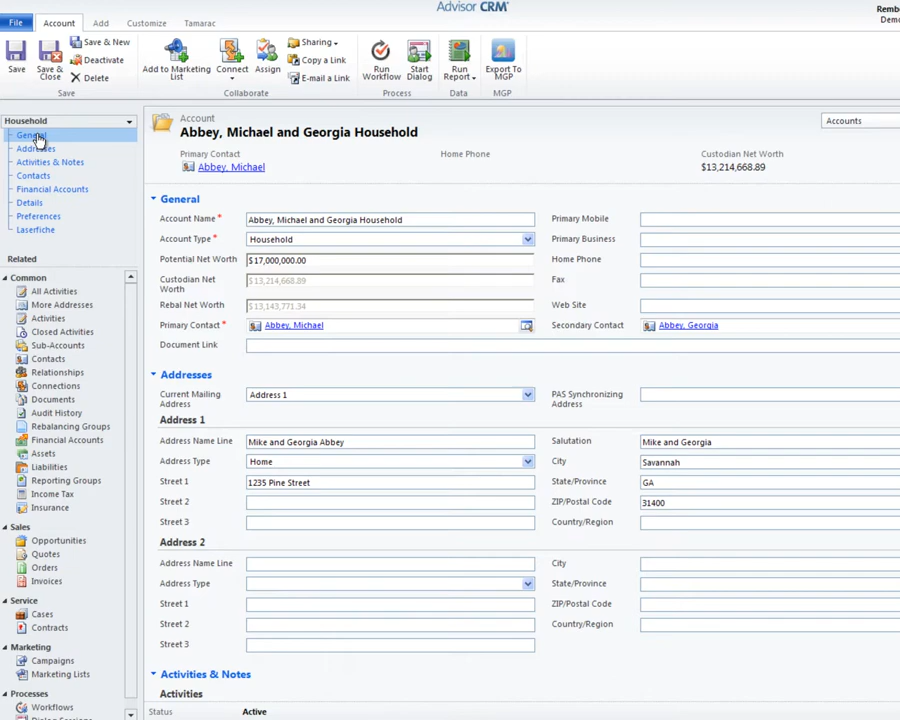 Advisor CRM®
File Account Add Customize Tamarac
Save
Save & Close
Save & New
Deactivate
Delete
Save
Add to Marketing List
Connect
Assign
Sharing
Copy a Link
E-mail a Link
Collaborate
Run Workflow
Start Dialog
Process
Run Report
Data
Export To MGP
MGP
Household
General
Addresses
Activities & Notes
Contacts
Financial Accounts
Details
Preferences
Laserfiche
Related
Common
All Activities
More Addresses
Activities
Closed Activities
Sub-Accounts
Contacts
Relationships
Connections
Documents
Audit History
Rebalancing Groups
Financial Accounts
Assets
Liabilities
Reporting Groups
Income Tax
Insurance
Sales
Opportunities
Quotes
Orders
Invoices
Service
Cases
Contracts
Marketing
Campaigns
Marketing Lists
Processes
Workflows
Account
Accounts
Abbey, Michael and Georgia Household
Primary Contact Home Phone Custodian Net Worth
Abbey, Michael $13,214,668.89
General
Account Name * Abbey, Michael and Georgia Household Primary Mobile
Account Type * Household Primary Business
Potential Net Worth $17,000,000.00 Home Phone
Custodian Net Worth $13,214,668.89 Fax
Rebal Net Worth $13,143,771.34 Web Site
Primary Contact * Abbey, Michael Secondary Contact Abbey, Georgia
Document Link
Addresses
Current Mailing Address Address 1 PAS Synchronizing Address
Address 1
Address Name Line Mike and Georgia Abbey Salutation Mike and Georgia
Address Type Home City Savannah
Street 1 1235 Pine Street State/Province GA
Street 2 ZIP/Postal Code 31400
Street 3 Country/Region
Address 2
Address Name Line City
Address Type State/Province
Street 1 ZIP/Postal Code
Street 2 Country/Region
Street 3
Activities & Notes
Activities
Status Active